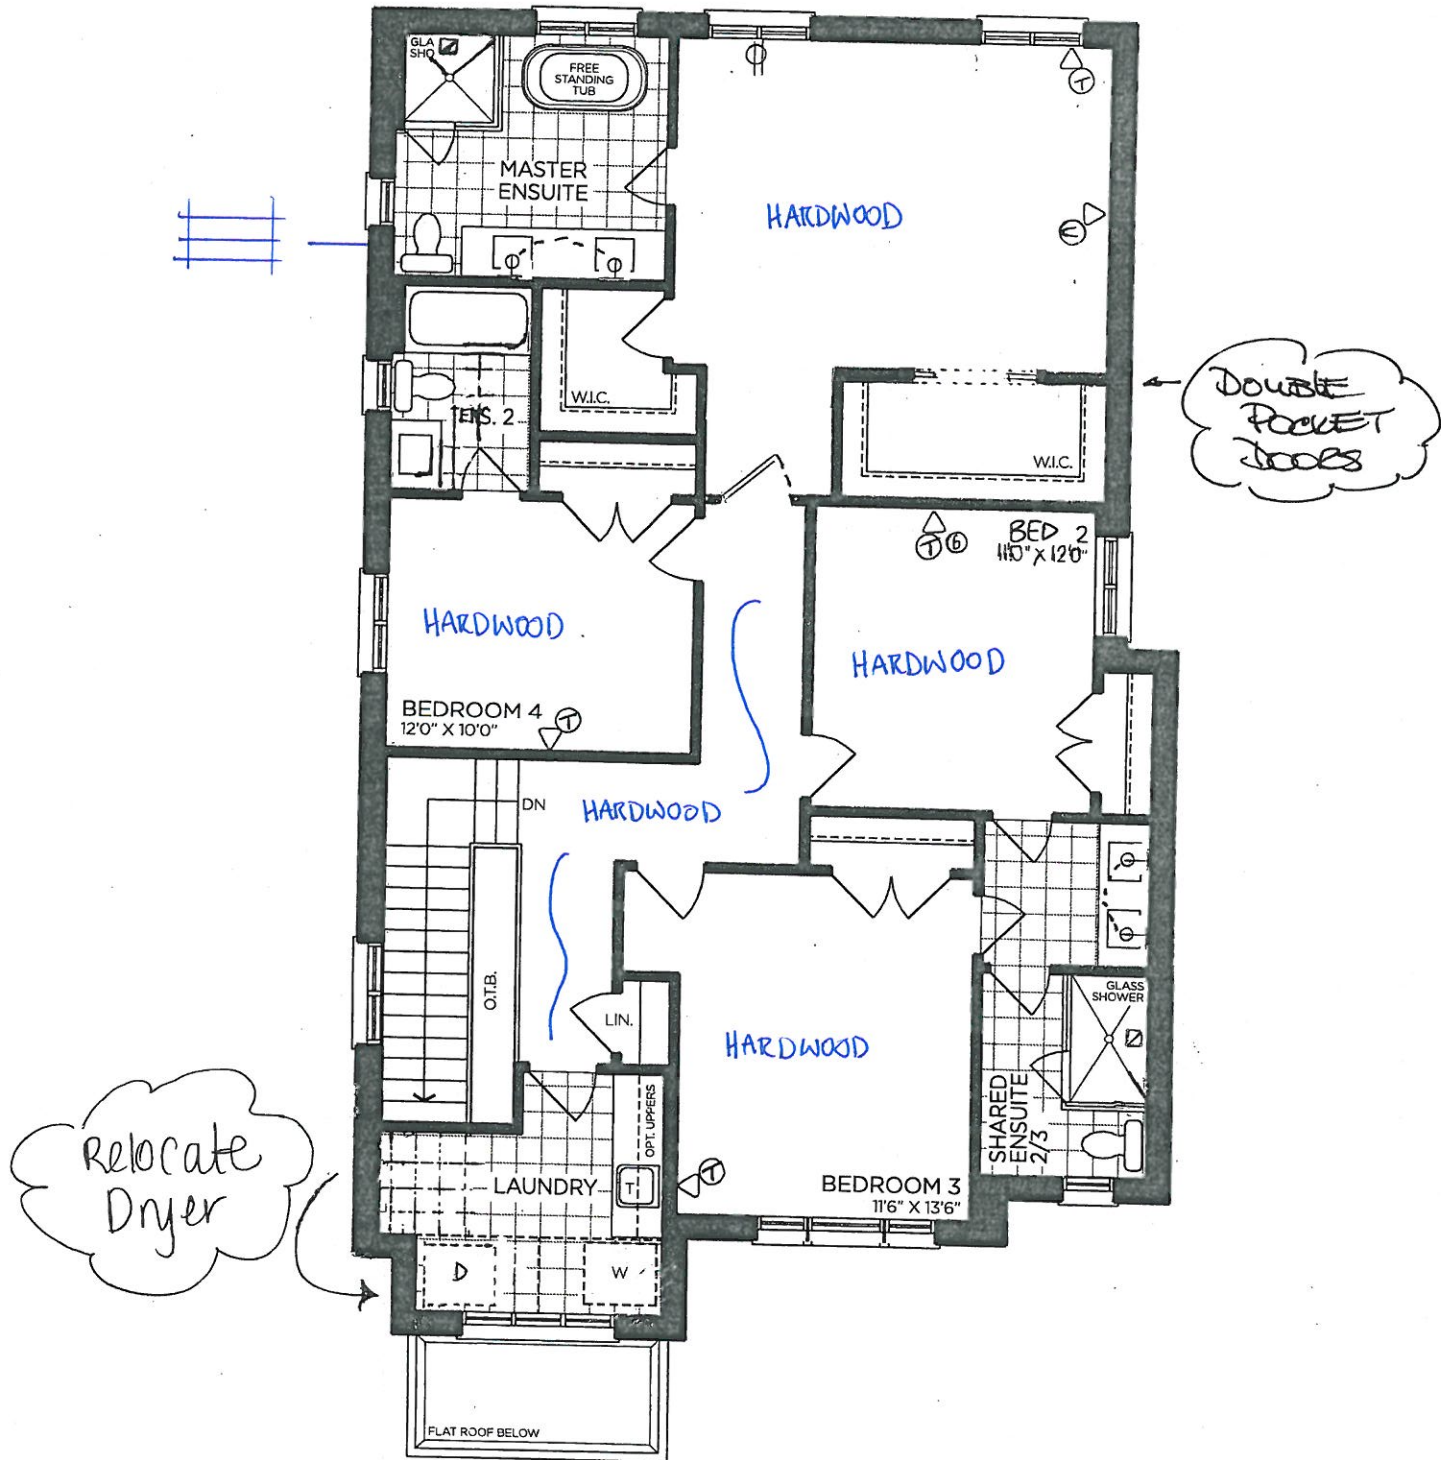 GLA
SHO
FREE
STANDING
TUB
MASTER
ENSUITE
HARDWOOD
T
W.I.C.
ENS. 2
W.I.C.
DOUBLE
POCKET
DOORS
T 6
BED 2
11'0" X 12'0"
HARDWOOD
HARDWOOD
BEDROOM 4
12'0" X 10'0"
T
DN
HARDWOOD
O.T.B.
LIN.
HARDWOOD
GLASS
SHOWER
SHARED
ENSUITE
2/3
OPT. UPPERS
Relocate
Dryer
LAUNDRY
T
T
BEDROOM 3
11'6" X 13'6"
D
W
FLAT ROOF BELOW